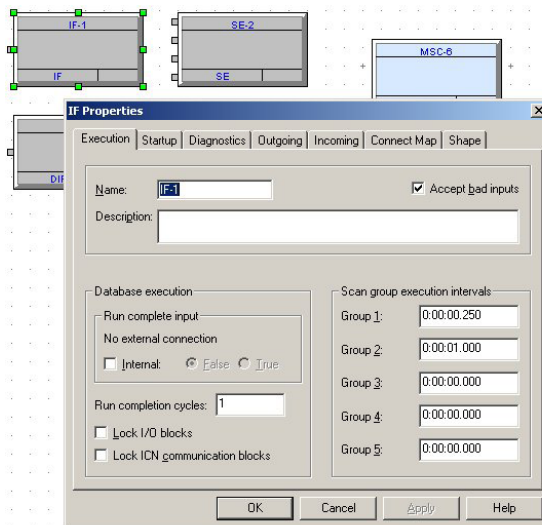 IF-1
SE-2
MSC-6
IF
SE
IF Properties
Execution Startup Diagnostics Outgoing Incoming Connect Map Shape
Name: IF-1 Accept bad inputs
Description:
Database execution
Run complete input
No external connection
Internal: False True
Run completion cycles: 1
Lock I/O blocks
Lock ICN communication blocks
Scan group execution intervals
Group 1: 0:00:00.250
Group 2: 0:00:01.000
Group 3: 0:00:00.000
Group 4: 0:00:00.000
Group 5: 0:00:00.000
OK Cancel Apply Help